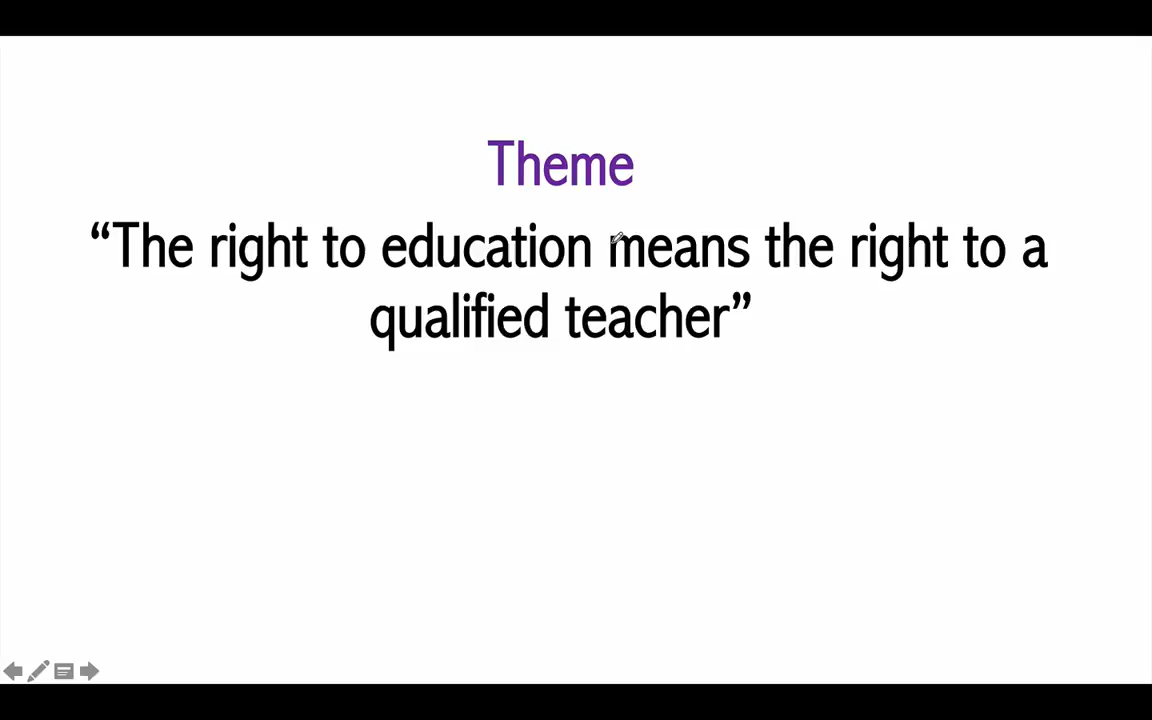 Theme
“The right to education means the right to a
qualified teacher”